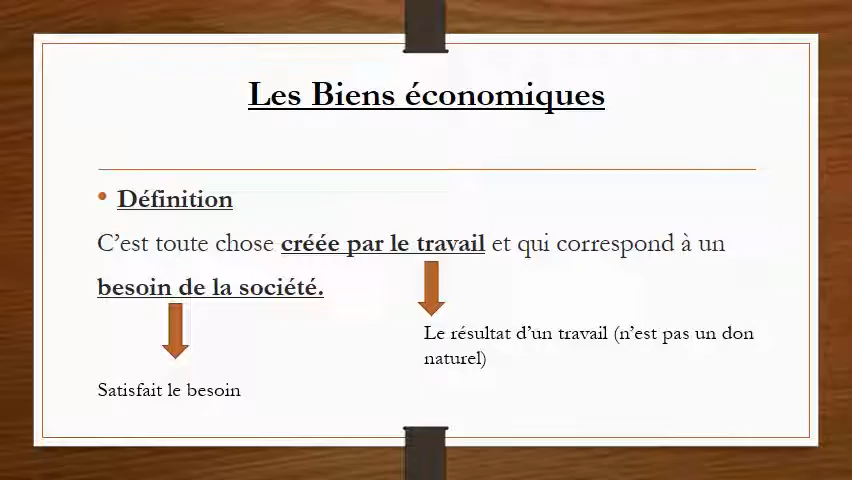 Les Biens économiques
• Définition
C’est toute chose créée par le travail et qui correspond à un
besoin de la société.
Le résultat d’un travail (n’est pas un don
naturel)
Satisfait le besoin